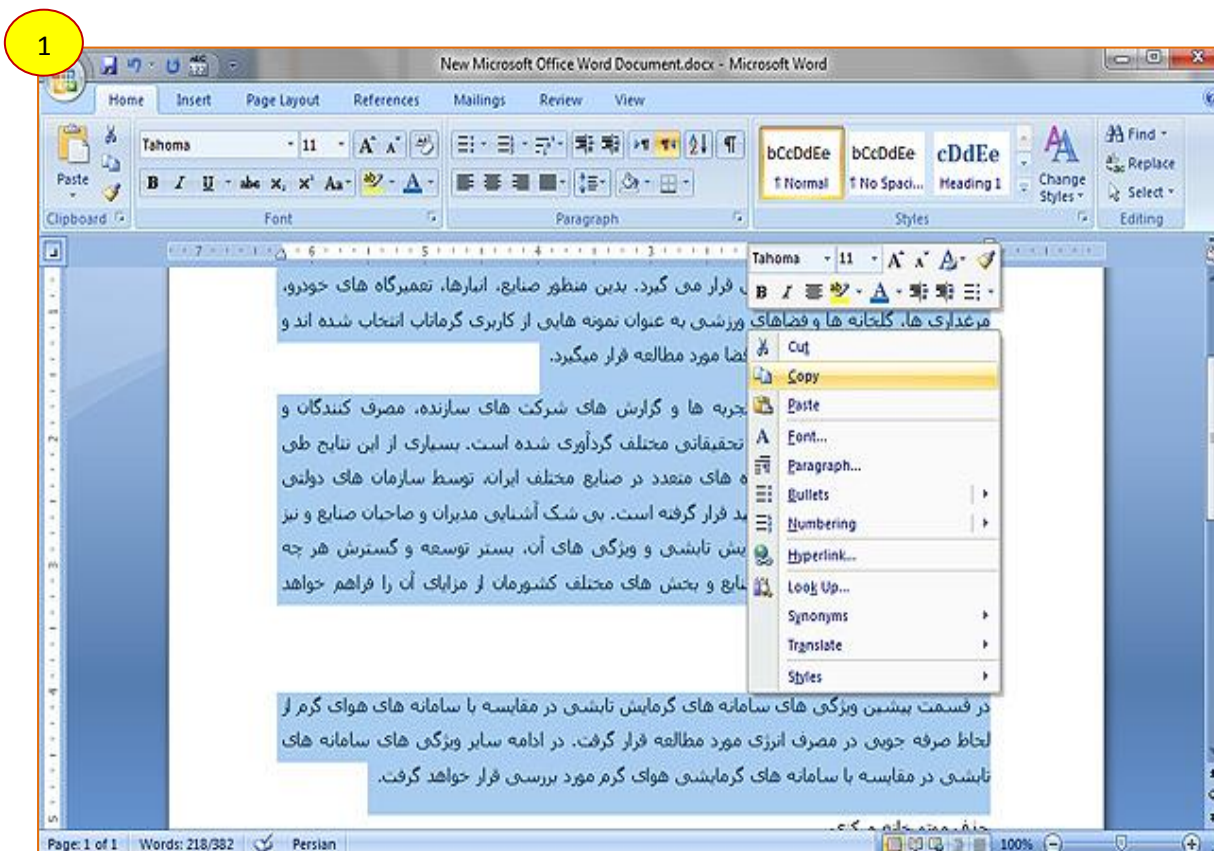 1
New Microsoft Office Word Document.docx - Microsoft Word
Home Insert Page Layout References Mailings Review View
Paste
Tahoma 11
Find
Replace
Select
B I U abc x₂ x² Aa A
bCcDdEe bCcDdEe cDdEe
¶ Normal ¶ No Spaci... Heading 1
Change Styles
Clipboard Font Paragraph Styles Editing
7 6 5 4 3
Tahoma 11
B I
قرار می گیرد. بدین منظور صنایع، انبارها، تعمیرگاه های خودرو،
مرغداری ها، گلخانه ها و فضاهای ورزشی به عنوان نمونه هایی از کاربری گرماتاب انتخاب شده اند و
مورد مطالعه قرار میگیرد.
ها و گزارش های شرکت های سازنده، مصرف کنندگان و
تحقیقاتی مختلف گردآوری شده است. بسیاری از این نتایج طی
های متعدد در صنایع مختلف ایران، توسط سازمان های دولتی
قرار گرفته است. بی شک آشنایی مدیران و صاحبان صنایع و نیز
تابشی و ویژگی های آن، بستر توسعه و گسترش هر چه
و بخش های مختلف کشورمان از مزایای آن را فراهم خواهد
Cut
Copy
Paste
Font...
Paragraph...
Bullets
Numbering
Hyperlink...
Look Up...
Synonyms
Translate
Styles
در قسمت پیشین ویژگی های سامانه های گرمایش تابشی در مقایسه با سامانه های هوای گرم از
لحاظ صرفه جویی در مصرف انرژی مورد مطالعه قرار گرفت. در ادامه سایر ویژگی های سامانه های
تابشی در مقایسه با سامانه های گرمایشی هوای گرم مورد بررسی قرار خواهد گرفت.
Page: 1 of 1 Words: 218/382 Persian 100%